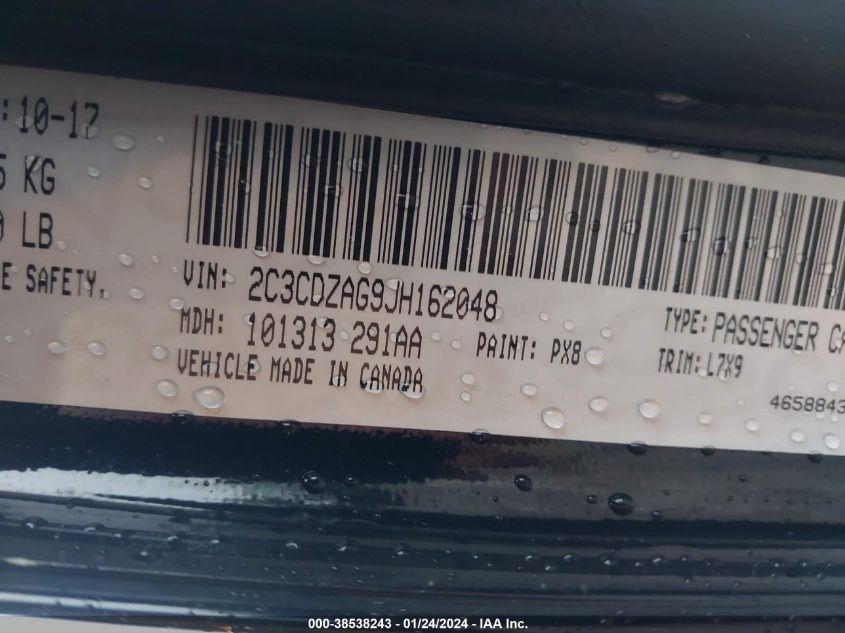 :10-17
5 KG
LB
E SAFETY.
VIN: 2C3CDZAG9JH162048
MDH: 101313 291AA
PAINT: PX8
VEHICLE MADE IN CANADA
TYPE: PASSENGER CA
TRIM: L7X9
4658843
000-38538243 - 01/24/2024 - IAA Inc.